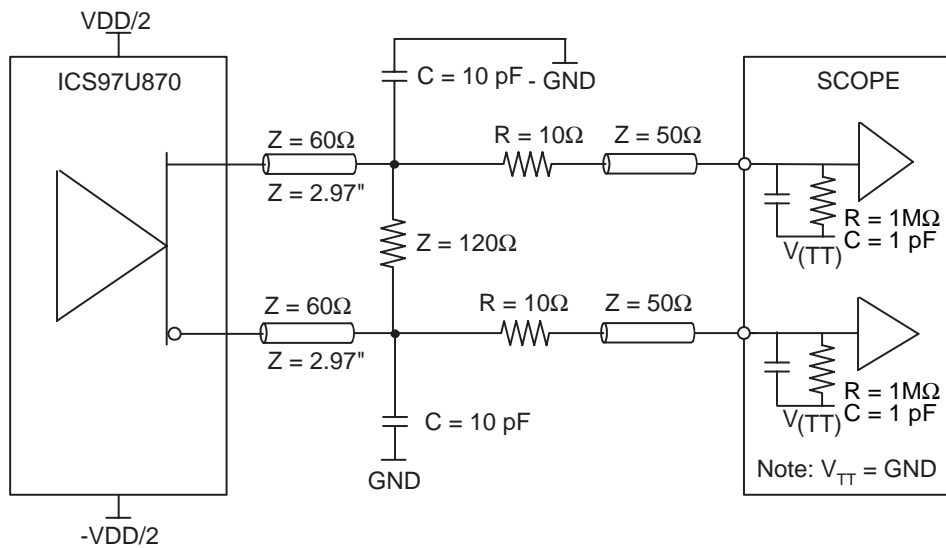 VDD/2
ICS97U870
C = 10 pF
- GND
SCOPE
Z = 60Ω
Z = 2.97"
R = 10Ω
Z = 50Ω
R = 1MΩ
C = 1 pF
V(TT)
Z = 120Ω
Z = 60Ω
Z = 2.97"
R = 10Ω
Z = 50Ω
R = 1MΩ
C = 1 pF
V(TT)
C = 10 pF
GND
Note: VTT = GND
-VDD/2